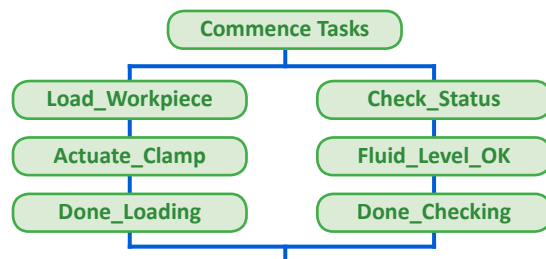 Commence Tasks
Load_Workpiece
Check_Status
Actuate_Clamp
Fluid_Level_OK
Done_Loading
Done_Checking